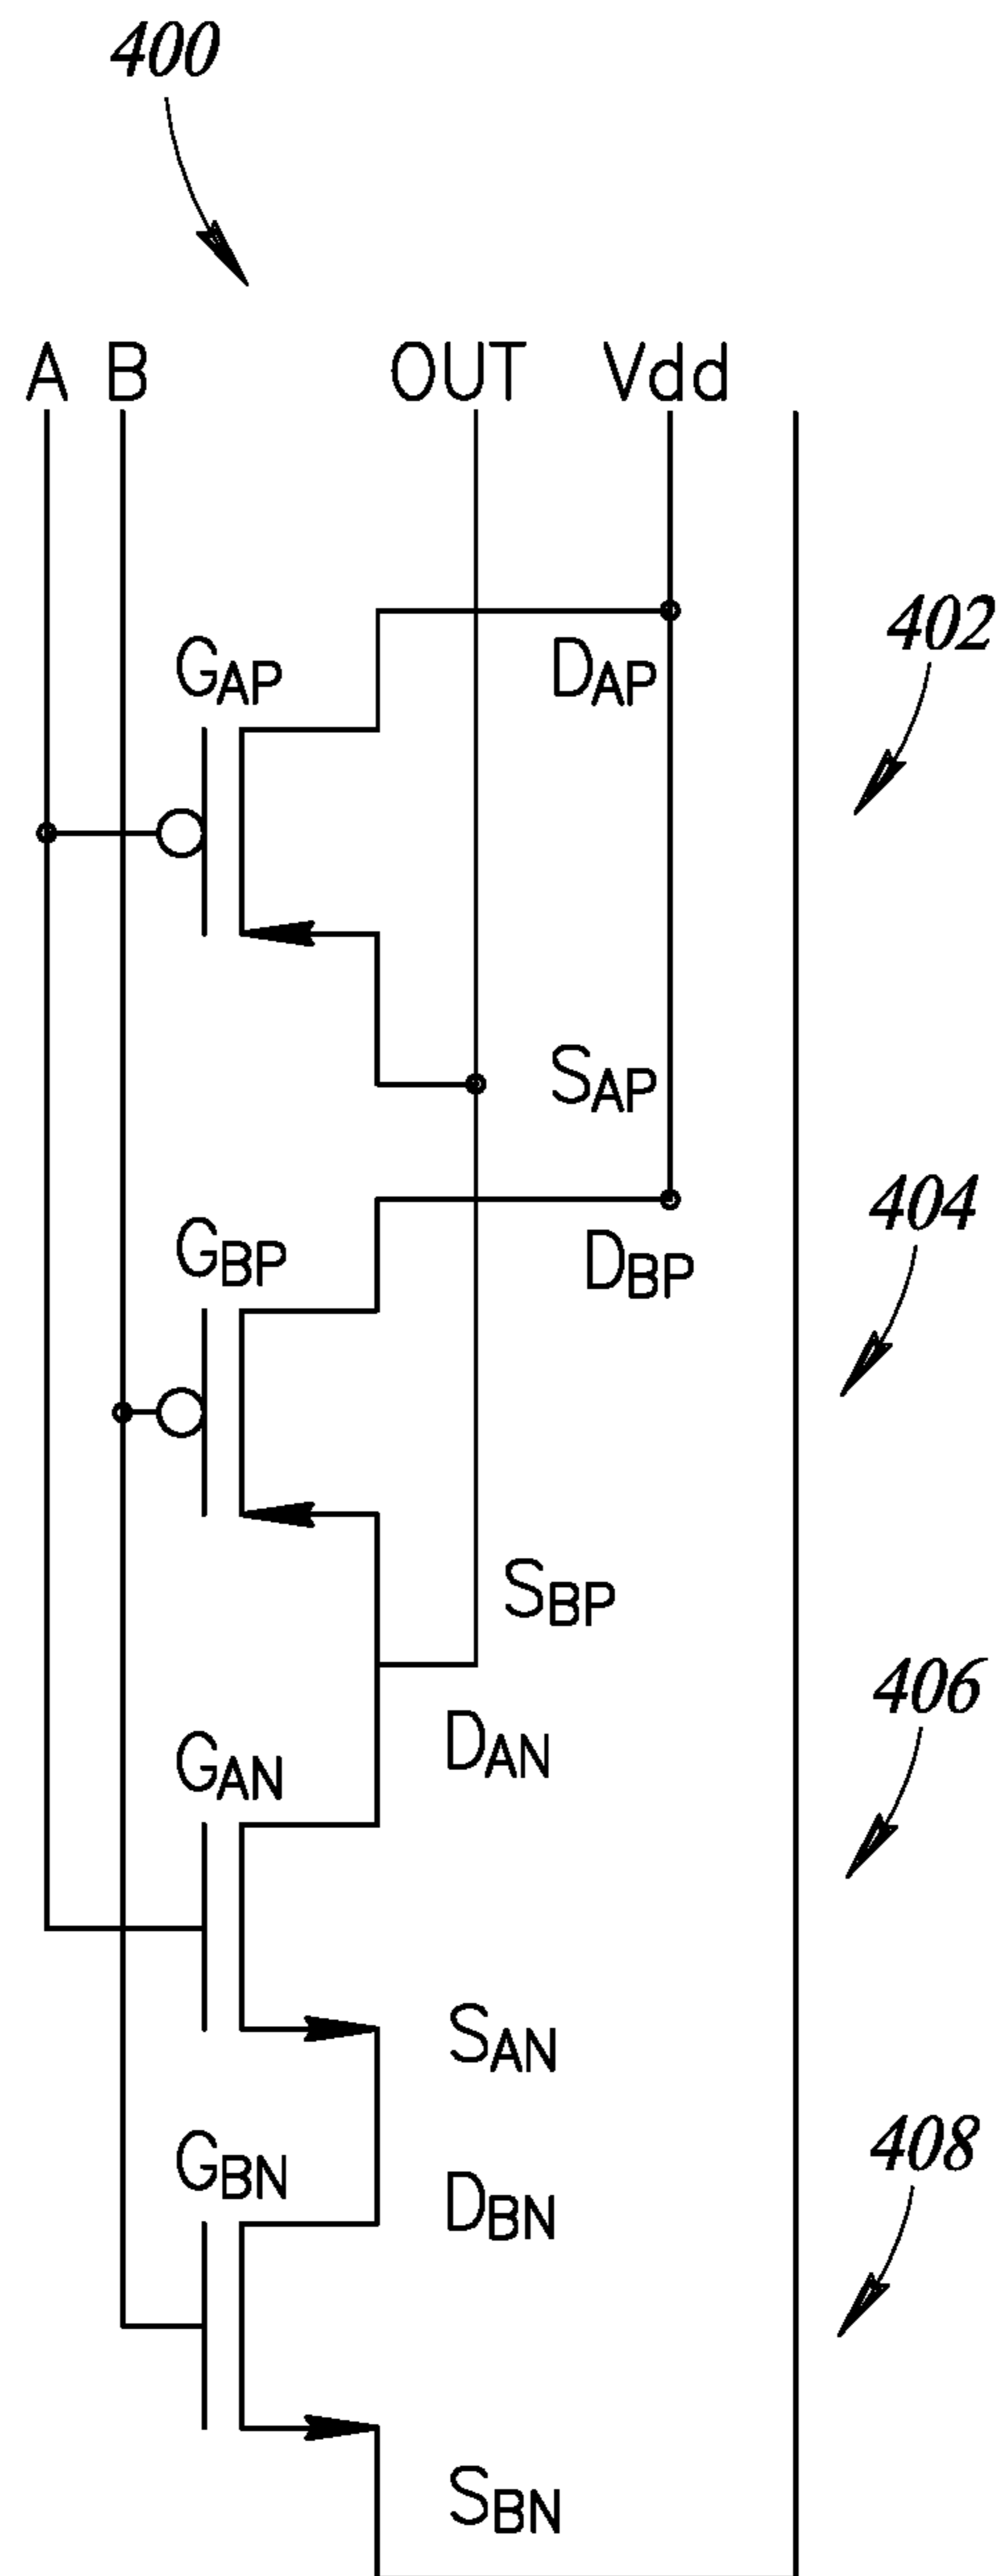 400
A B OUT Vdd
402
GAP DAP
SAP
404
GBP DBP
SBP
406
GAN DAN
SAN
408
GBN DBN
SBN